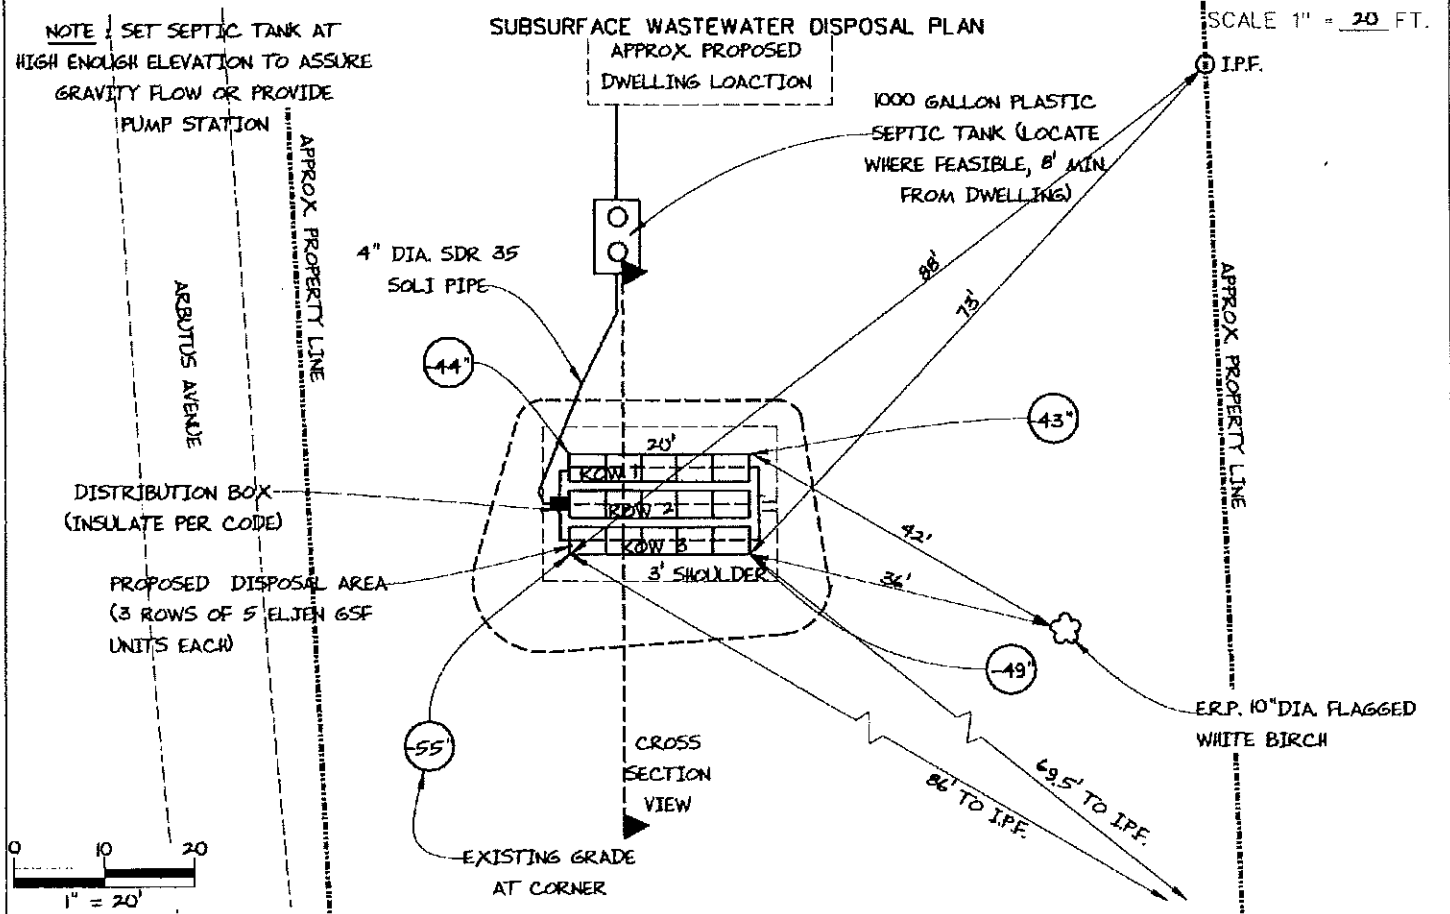 NOTE: SET SEPTIC TANK AT
HIGH ENOUGH ELEVATION TO ASSURE
GRAVITY FLOW OR PROVIDE
PUMP STATION
SUBSURFACE WASTEWATER DISPOSAL PLAN
SCALE 1" = 20 FT.
APPROX. PROPOSED
DWELLING LOACTION
I.P.F.
1000 GALLON PLASTIC
SEPTIC TANK (LOCATE
WHERE FEASIBLE, 8' MIN
FROM DWELLING)
APPROX PROPERTY LINE
ARBUTUS AVENUE
4" DIA. SDR 35
SOLI PIPE
88'
73'
APPROX PROPERTY LINE
-44"
-43"
20'
ROW 1
ROW 2
ROW 3
3' SHOULDER
DISTRIBUTION BOX
(INSULATE PER CODE)
PROPOSED DISPOSAL AREA
(3 ROWS OF 5 ELJEN GSF
UNITS EACH)
42'
36'
-49"
-55"
E.R.P. 10" DIA. FLAGGED
WHITE BIRCH
CROSS
SECTION
VIEW
86' TO I.P.F.
69.5' TO I.P.F.
EXISTING GRADE
AT CORNER
0 10 20
1" = 20'